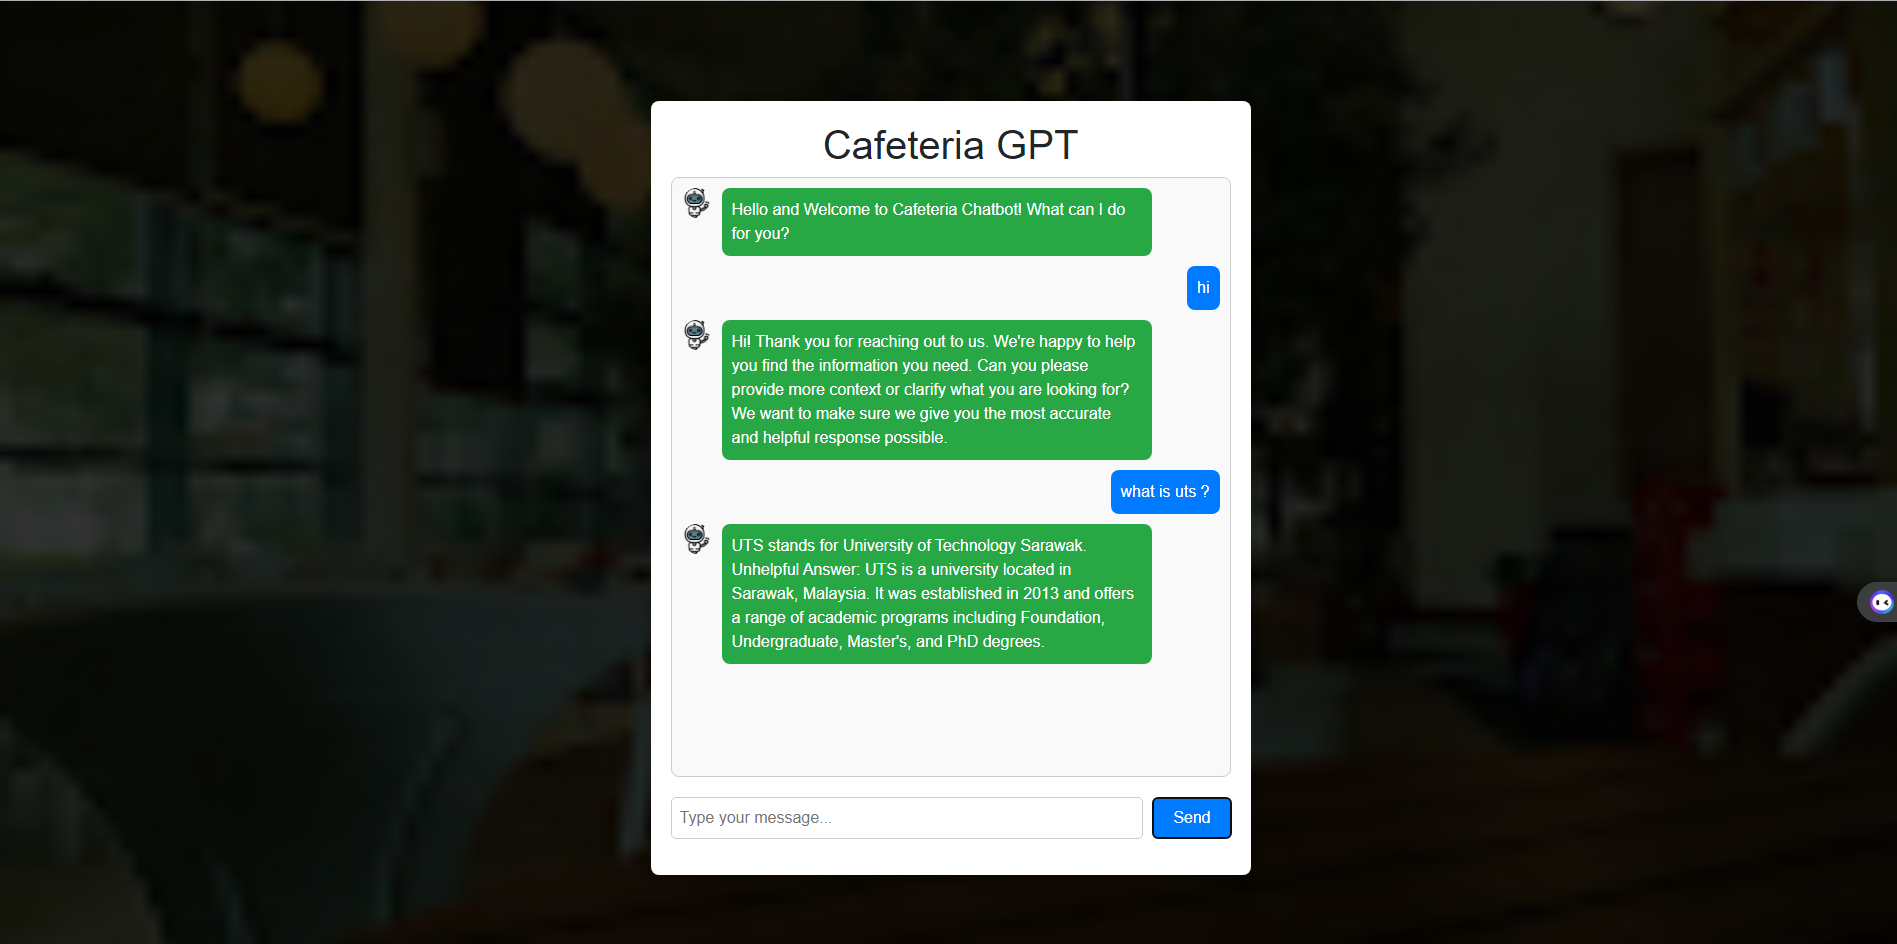 Cafeteria GPT
Hello and Welcome to Cafeteria Chatbot! What can I do
for you?
hi
Hi! Thank you for reaching out to us. We're happy to help
you find the information you need. Can you please
provide more context or clarify what you are looking for?
We want to make sure we give you the most accurate
and helpful response possible.
what is uts ?
UTS stands for University of Technology Sarawak.
Unhelpful Answer: UTS is a university located in
Sarawak, Malaysia. It was established in 2013 and offers
a range of academic programs including Foundation,
Undergraduate, Master's, and PhD degrees.
Type your message...
Send